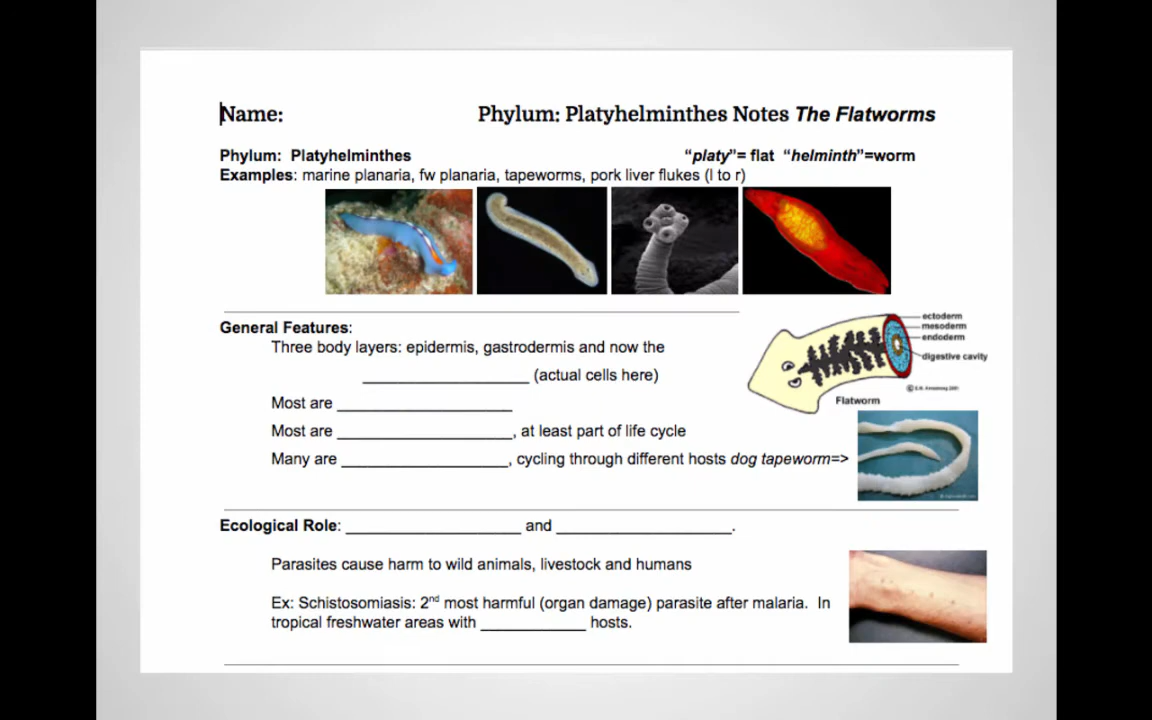 Name: Phylum: Platyhelminthes Notes The Flatworms
Phylum: Platyhelminthes "platy"= flat "helminth"=worm
Examples: marine planaria, fw planaria, tapeworms, pork liver flukes (l to r)
General Features:
Three body layers: epidermis, gastrodermis and now the
____________________ (actual cells here)
Most are _____________________
Most are _____________________, at least part of life cycle
Many are ____________________, cycling through different hosts dog tapeworm=>
ectoderm
mesoderm
endoderm
digestive cavity
Flatworm
Ecological Role: _____________________ and _____________________.
Parasites cause harm to wild animals, livestock and humans
Ex: Schistosomiasis: 2nd most harmful (organ damage) parasite after malaria. In
tropical freshwater areas with ____________ hosts.